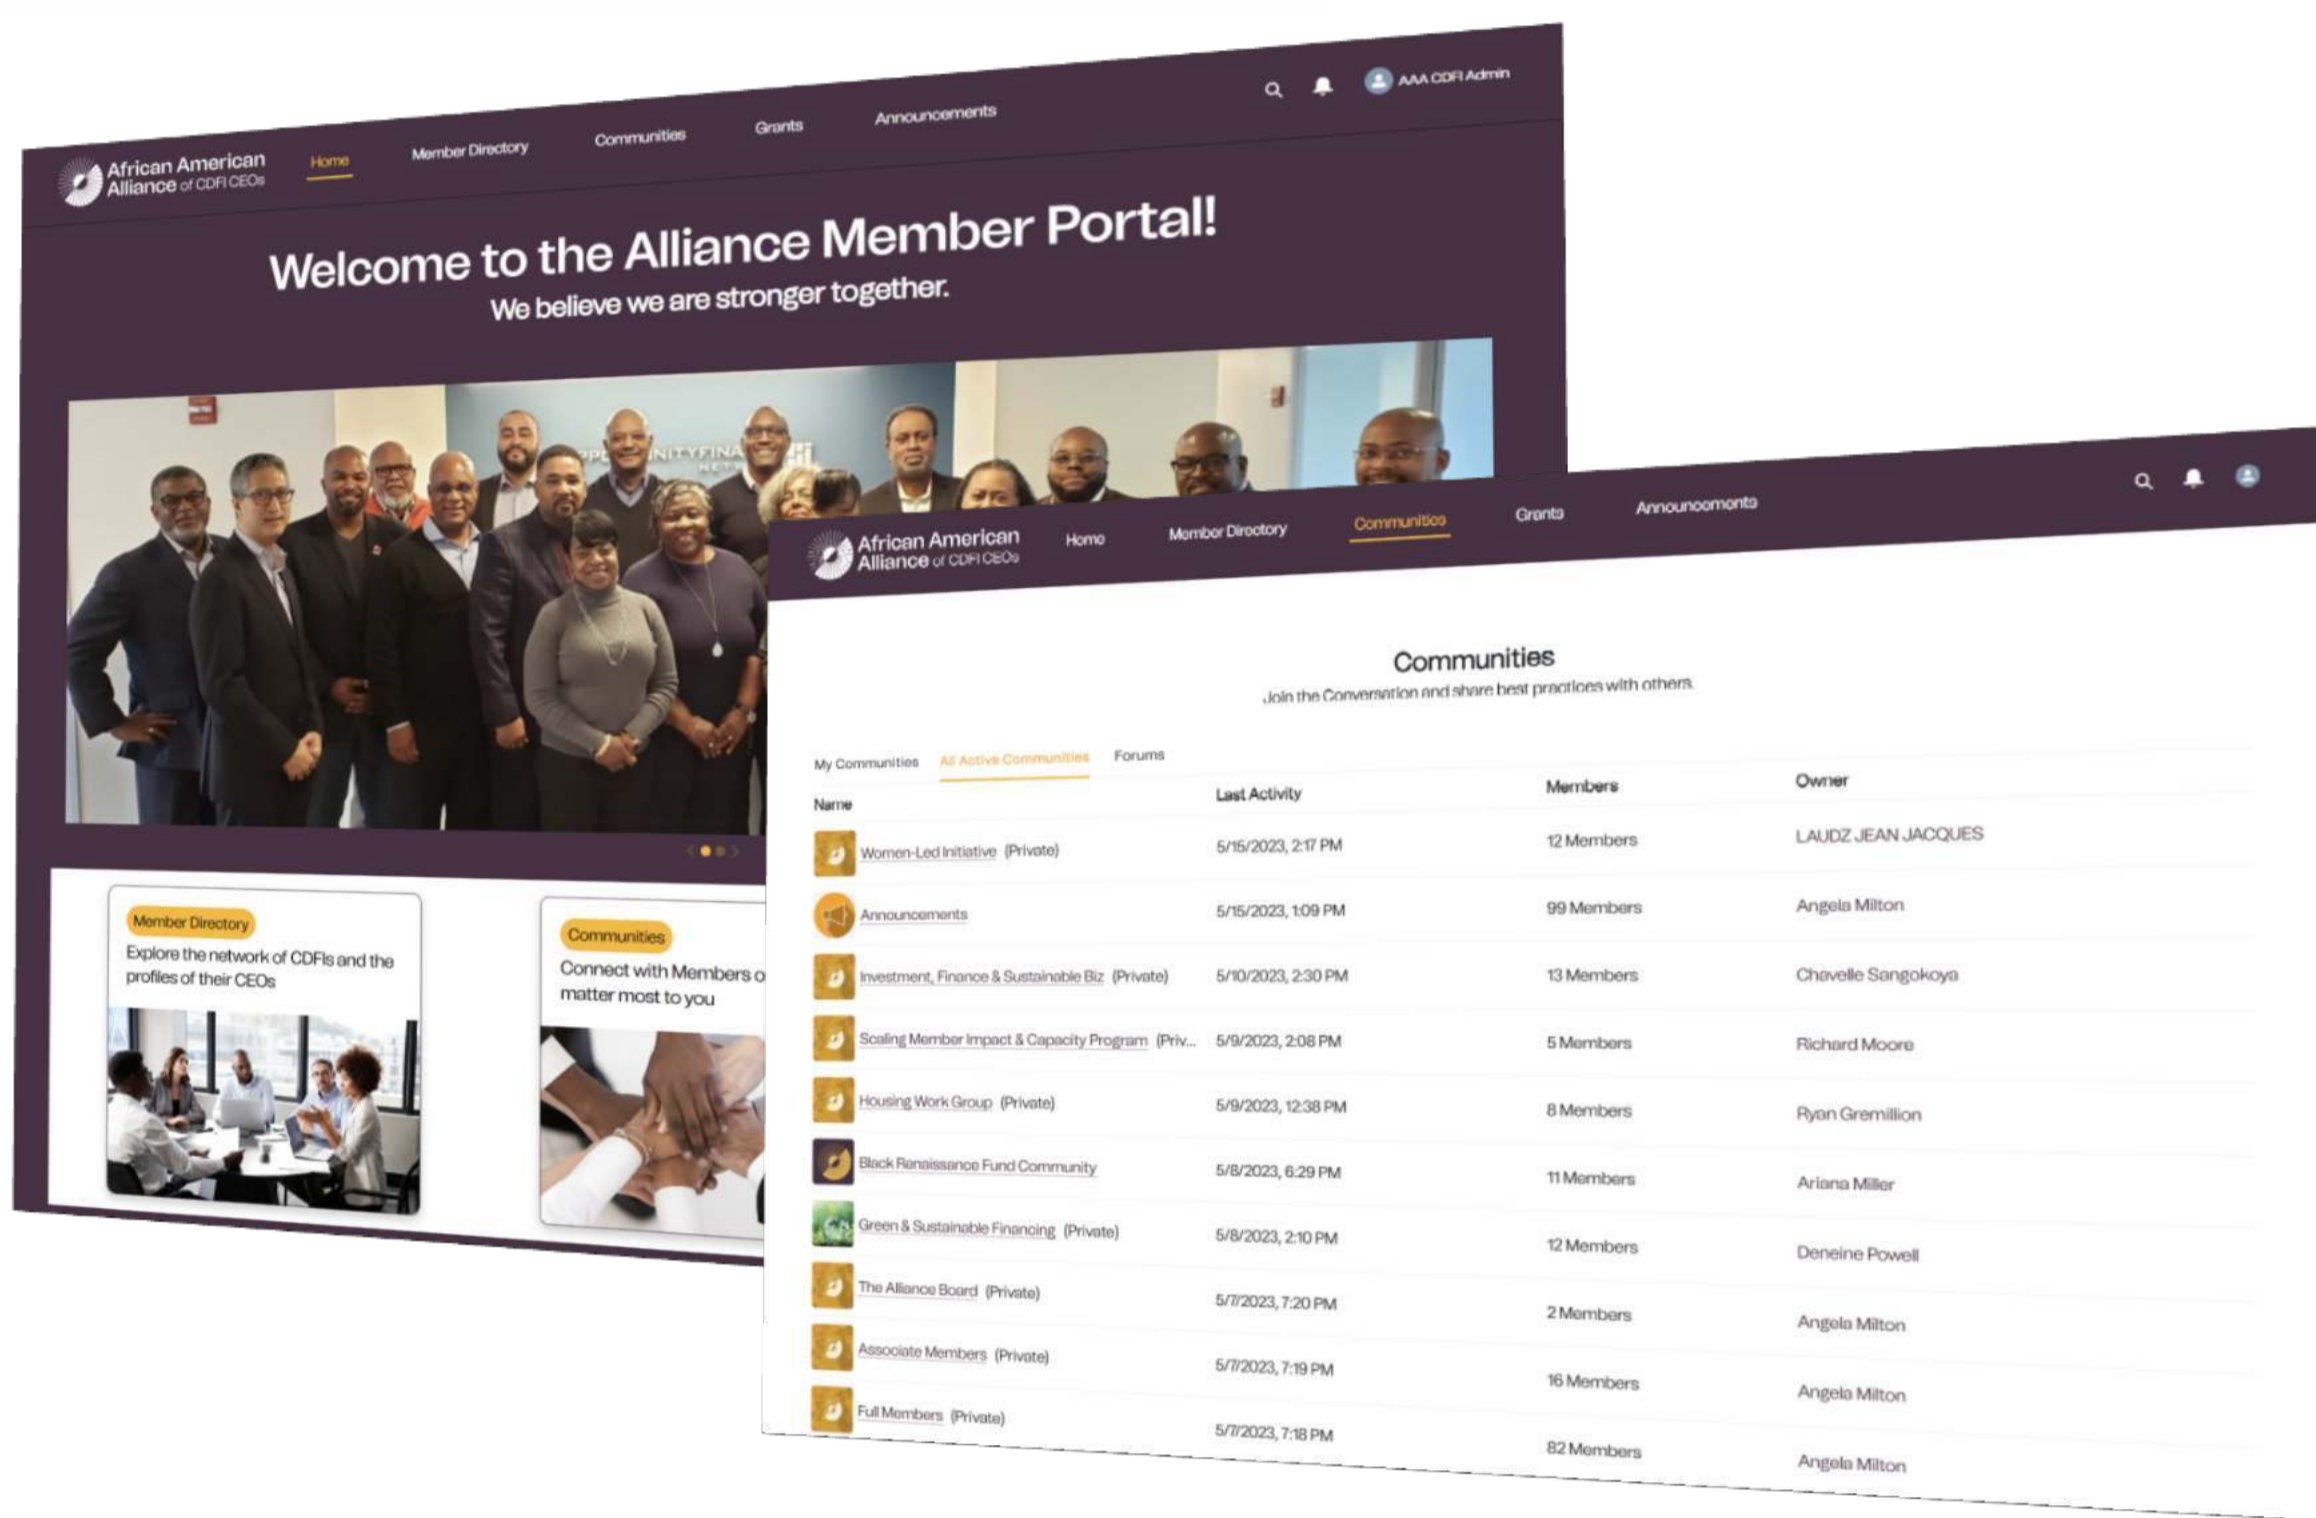 African American
Alliance of CDFI CEOs
Home
Member Directory
Communities
Grants
Announcements
AAA CDFI Admin
Welcome to the Alliance Member Portal!
We believe we are stronger together.
NITYFINA
NET
Member Directory
Explore the network of CDFIs and the
profiles of their CEOs
Communities
Connect with Members o
matter most to you
African American
Alliance of CDFI CEOs
Home
Member Directory
Communities
Grants
Announcements
Communities
Join the Conversation and share best practices with others.
My Communities
All Active Communities
Forums
Name Last Activity Members Owner
Women-Led Initiative (Private) 5/15/2023, 2:17 PM 12 Members LAUDZ JEAN JACQUES
Announcements 5/15/2023, 1:09 PM 99 Members Angela Milton
Investment, Finance & Sustainable Biz (Private) 5/10/2023, 2:30 PM 13 Members Chavelle Sangokoya
Scaling Member Impact & Capacity Program (Priv... 5/9/2023, 2:08 PM 5 Members Richard Moore
Housing Work Group (Private) 5/9/2023, 12:38 PM 8 Members Ryan Gremillion
Black Renaissance Fund Community 5/8/2023, 6:29 PM 11 Members Ariana Miller
Green & Sustainable Financing (Private) 5/8/2023, 2:10 PM 12 Members Deneine Powell
The Alliance Board (Private) 5/7/2023, 7:20 PM 2 Members Angela Milton
Associate Members (Private) 5/7/2023, 7:19 PM 16 Members Angela Milton
Full Members (Private) 5/7/2023, 7:18 PM 82 Members Angela Milton